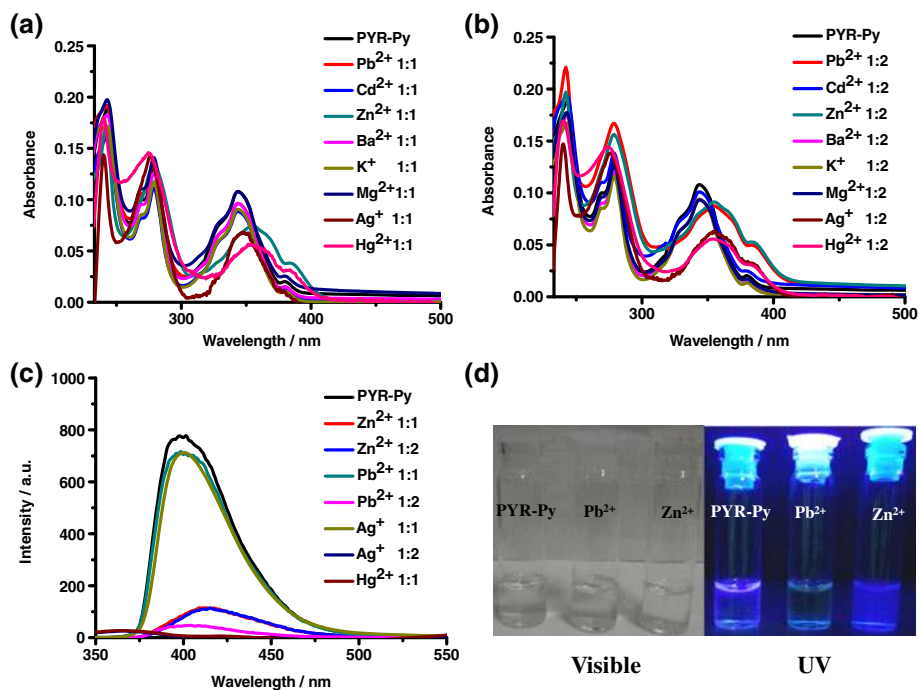 (a)
Absorbance
0.25
0.20
0.15
0.10
0.05
0.00
300
400
500
Wavelength / nm
PYR-Py
Pb2+ 1:1
Cd2+ 1:1
Zn2+ 1:1
Ba2+ 1:1
K+ 1:1
Mg2+1:1
Ag+ 1:1
Hg2+1:1
(b)
Absorbance
0.25
0.20
0.15
0.10
0.05
0.00
300
400
500
Wavelength / nm
PYR-Py
Pb2+ 1:2
Cd2+ 1:2
Zn2+ 1:2
Ba2+ 1:2
K+ 1:2
Mg2+1:2
Ag+ 1:2
Hg2+ 1:2
(c)
Intensity / a.u.
1000
800
600
400
200
0
350
400
450
500
550
Wavelength / nm
PYR-Py
Zn2+ 1:1
Zn2+ 1:2
Pb2+ 1:1
Pb2+ 1:2
Ag+ 1:1
Ag+ 1:2
Hg2+ 1:1
(d)
PYR-Py Pb2+ Zn2+
PYR-Py Pb2+ Zn2+
Visible UV